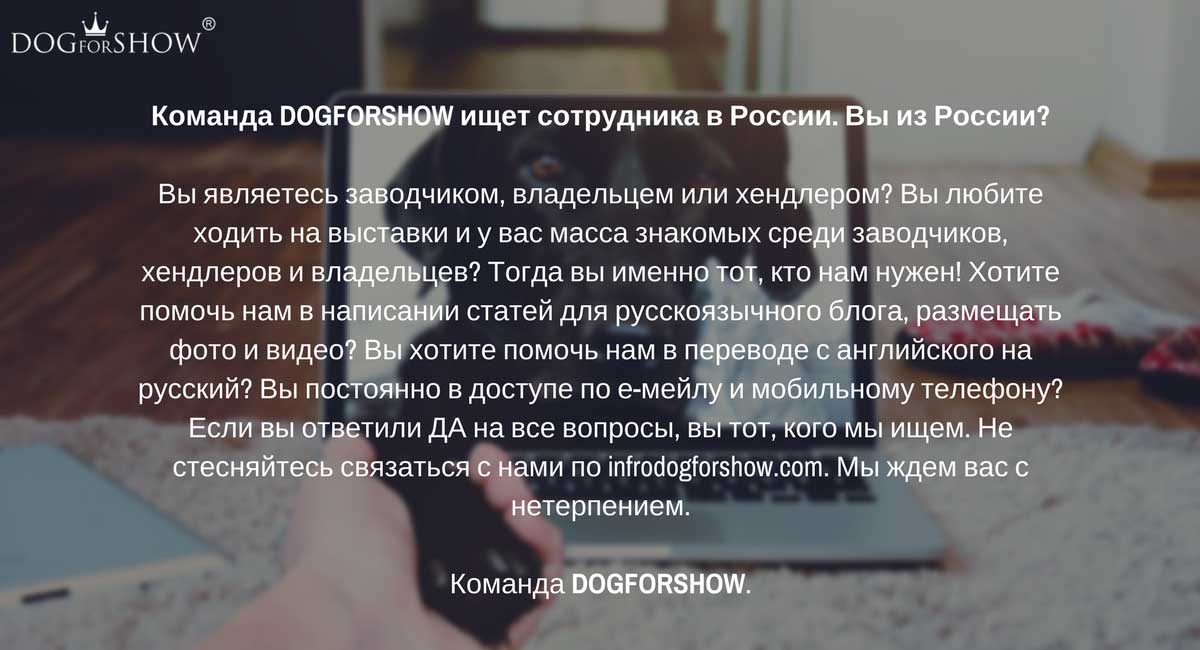 DOGFORSHOW®
Команда DOGFORSHOW ищет сотрудника в России. Вы из России?
Вы являетесь заводчиком, владельцем или хендлером? Вы любите
ходить на выставки и у вас масса знакомых среди заводчиков,
хендлеров и владельцев? Тогда вы именно тот, кто нам нужен! Хотите
помочь нам в написании статей для русскоязычного блога, размещать
фото и видео? Вы хотите помочь нам в переводе с английского на
русский? Вы постоянно в доступе по е-мейлу и мобильному телефону?
Если вы ответили ДА на все вопросы, вы тот, кого мы ищем. Не
стесняйтесь связаться с нами по infrodogforshow.com. Мы ждем вас с
нетерпением.
Команда DOGFORSHOW.